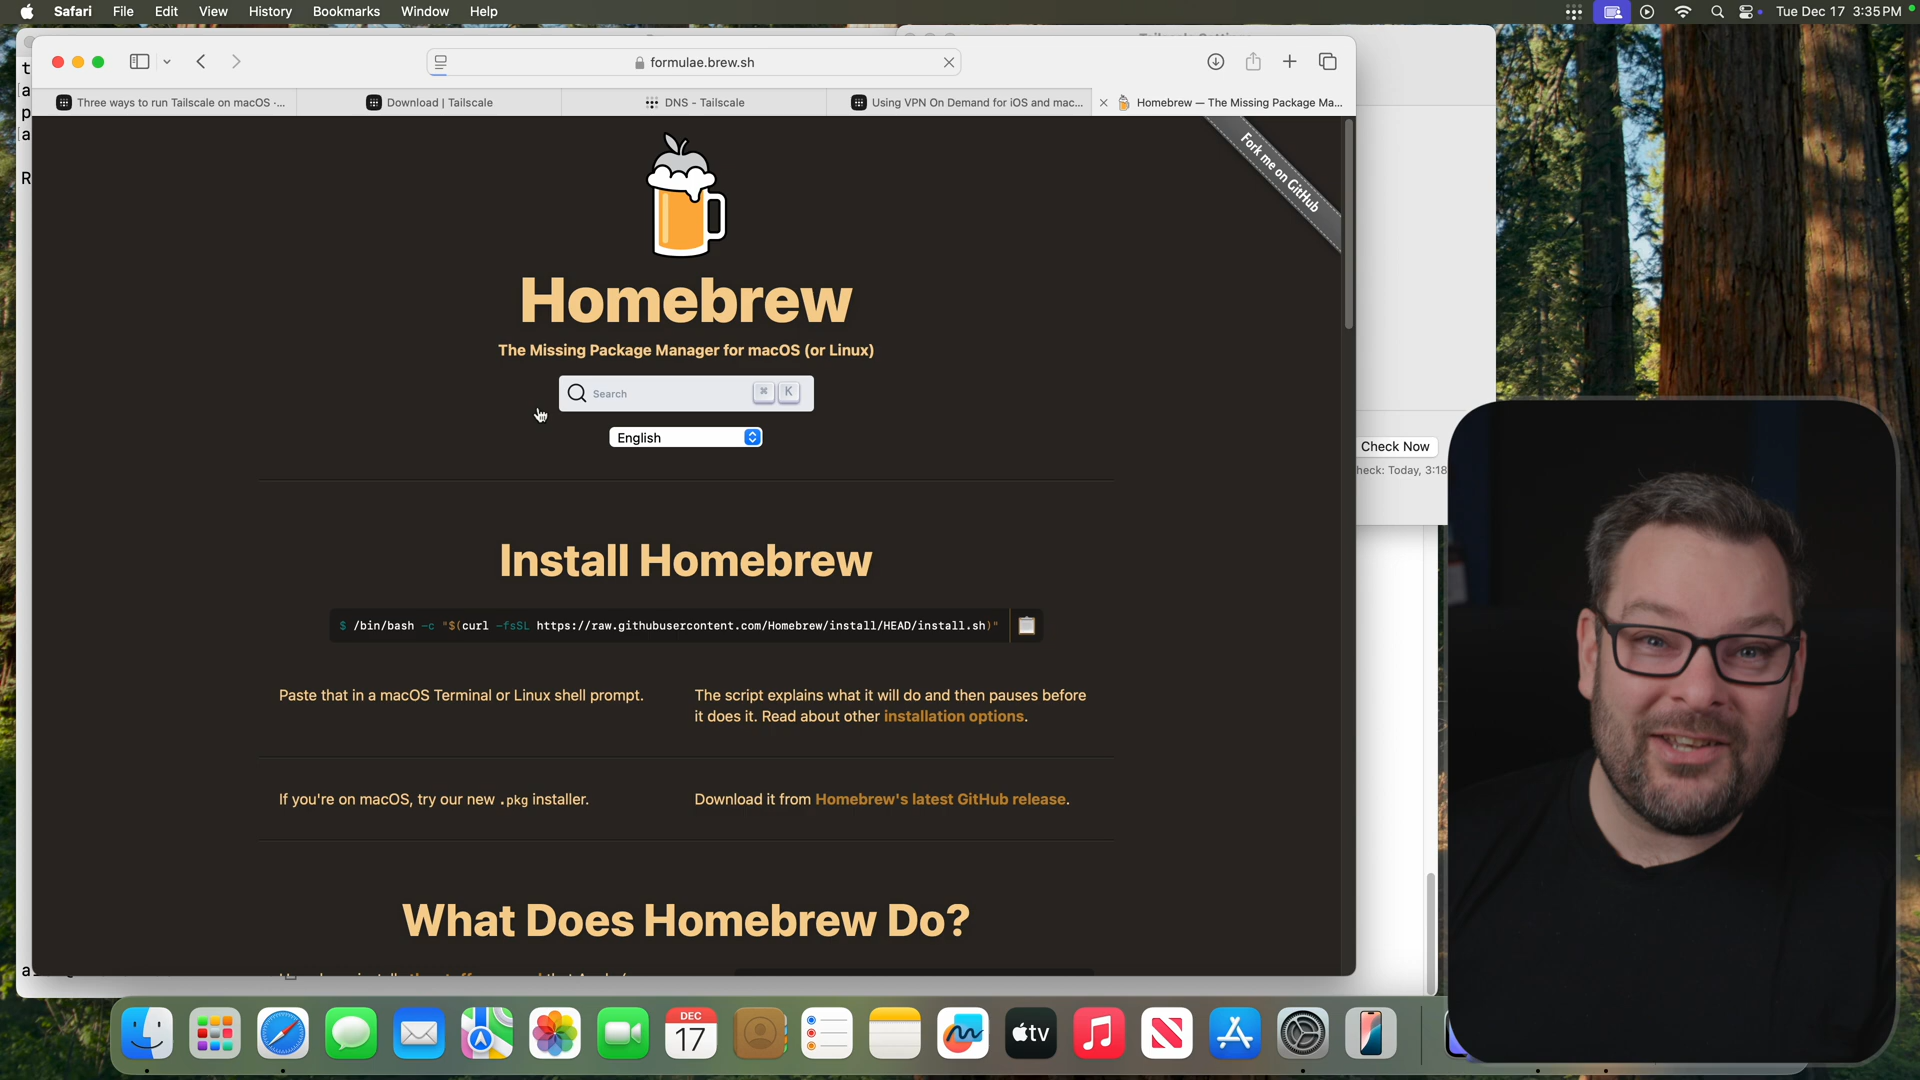 Safari File Edit View History Bookmarks Window Help
Tue Dec 17 3:35 PM
formulae.brew.sh
Three ways to run Tailscale on macOS ·...
Download | Tailscale
DNS - Tailscale
Using VPN On Demand for iOS and mac...
Homebrew — The Missing Package Ma...
Fork me on GitHub
Homebrew
The Missing Package Manager for macOS (or Linux)
Search ⌘ K
English
Check Now
heck: Today, 3:18
Install Homebrew
$ /bin/bash -c "$(curl -fsSL https://raw.githubusercontent.com/Homebrew/install/HEAD/install.sh)"
Paste that in a macOS Terminal or Linux shell prompt.
The script explains what it will do and then pauses before
it does it. Read about other installation options.
If you're on macOS, try our new .pkg installer.
Download it from Homebrew's latest GitHub release.
What Does Homebrew Do?
DEC
17
tv